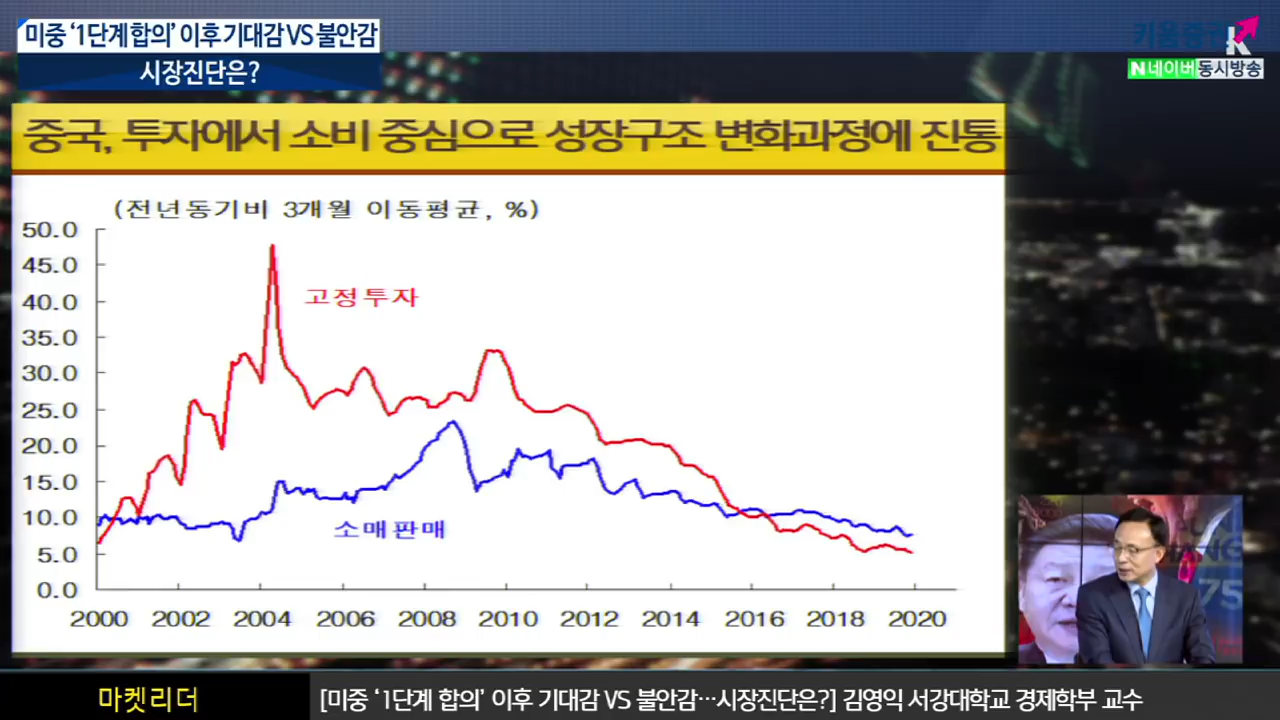 미중 ‘1단계 합의’ 이후 기대감 VS 불안감
시장진단은?
키움증권
K
N 네이버 동시방송
중국, 투자에서 소비 중심으로 성장구조 변화과정에 진통
(전년동기비 3개월 이동평균, %)
50.0
45.0
40.0
35.0
30.0
25.0
20.0
15.0
10.0
5.0
0.0
고정투자
소매판매
2000 2002 2004 2006 2008 2010 2012 2014 2016 2018 2020
75
마켓리더
[미중 ‘1단계 합의’ 이후 기대감 VS 불안감…시장진단은?] 김영익 서강대학교 경제학부 교수